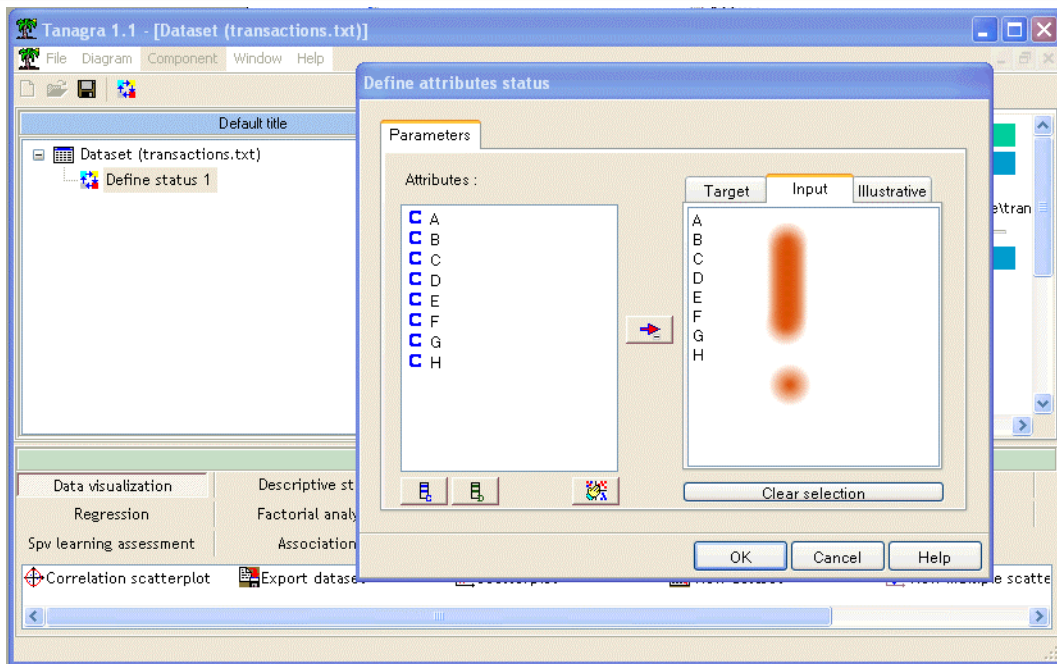 Tanagra 1.1 - [Dataset (transactions.txt)]
File Diagram Component Window Help
Default title
Dataset (transactions.txt)
Define status 1
Define attributes status
Parameters
Attributes :
C A
C B
C C
C D
C E
C F
C G
C H
Target Input Illustrative
A
B
C
D
E
F
G
H
Clear selection
OK Cancel Help
e\tran
Data visualization Descriptive st
Regression Factorial analy
Spv learning assessment Association
Correlation scatterplot Export dataset
e scatte